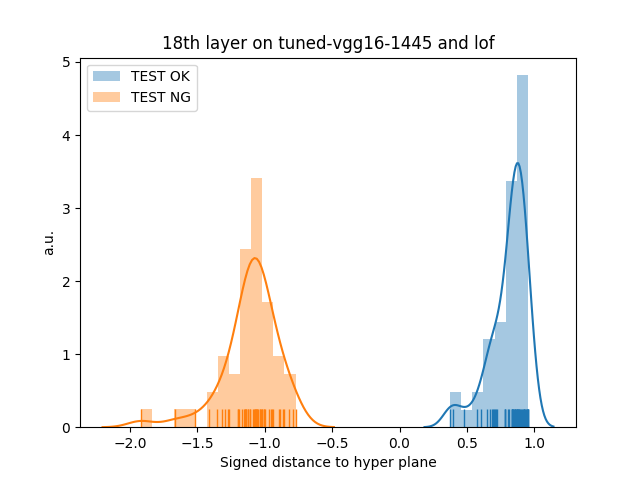 18th layer on tuned-vgg16-1445 and lof
TEST OK
TEST NG
a.u.
5
4
3
2
1
0
−2.0 −1.5 −1.0 −0.5 0.0 0.5 1.0
Signed distance to hyper plane